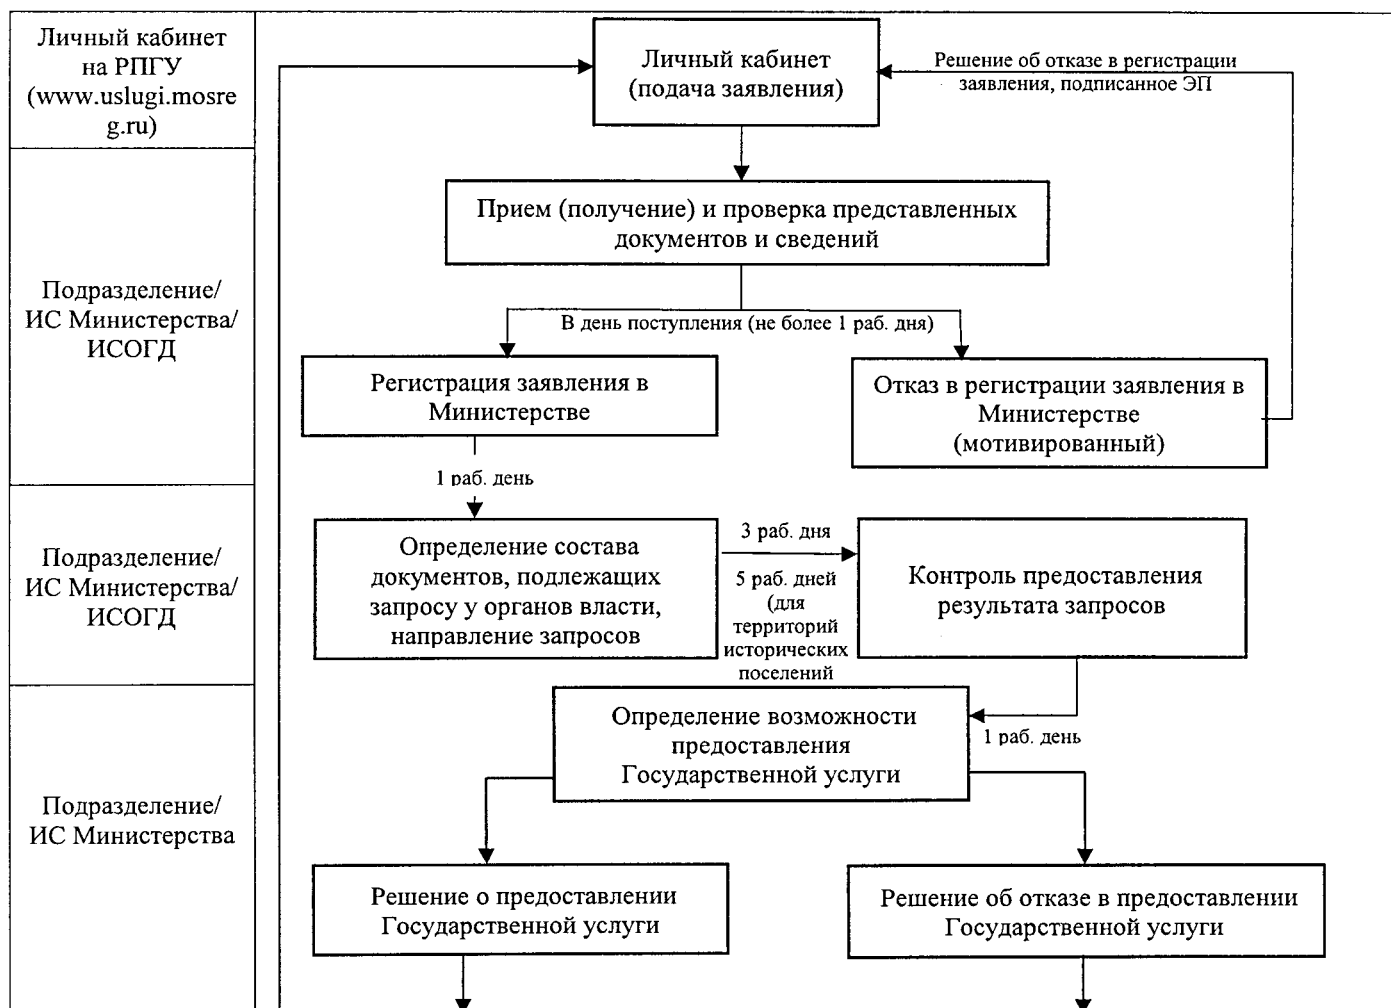 Личный кабинет
на РПГУ
(www.uslugi.mosre
g.ru)
Личный кабинет
(подача заявления)
Решение об отказе в регистрации
заявления, подписанное ЭП
Подразделение/
ИС Министерства/
ИСОГД
Прием (получение) и проверка представленных
документов и сведений
В день поступления (не более 1 раб. дня)
Регистрация заявления в
Министерстве
Отказ в регистрации заявления в
Министерстве
(мотивированный)
1 раб. день
Подразделение/
ИС Министерства/
ИСОГД
Определение состава
документов, подлежащих
запросу у органов власти,
направление запросов
3 раб. дня
5 раб. дней
(для
территорий
исторических
поселений
Контроль предоставления
результата запросов
Подразделение/
ИС Министерства
Определение возможности
предоставления
Государственной услуги
1 раб. день
Решение о предоставлении
Государственной услуги
Решение об отказе в предоставлении
Государственной услуги